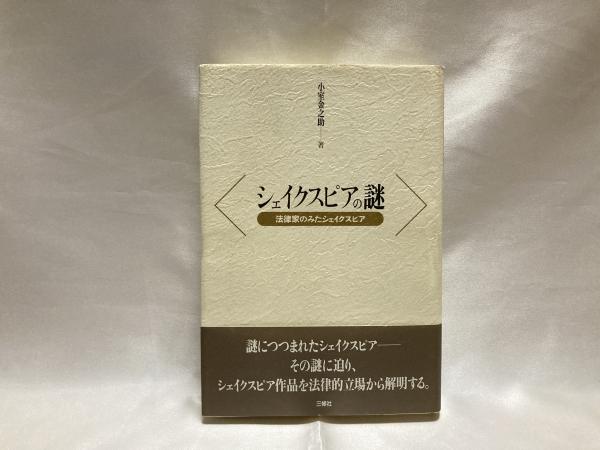 小室金之助――著
シェイクスピアの謎
法律家のみたシェイクスピア
謎につつまれたシェイクスピア――
その謎に迫り、
シェイクスピア作品を法律的立場から解明する。
三修社